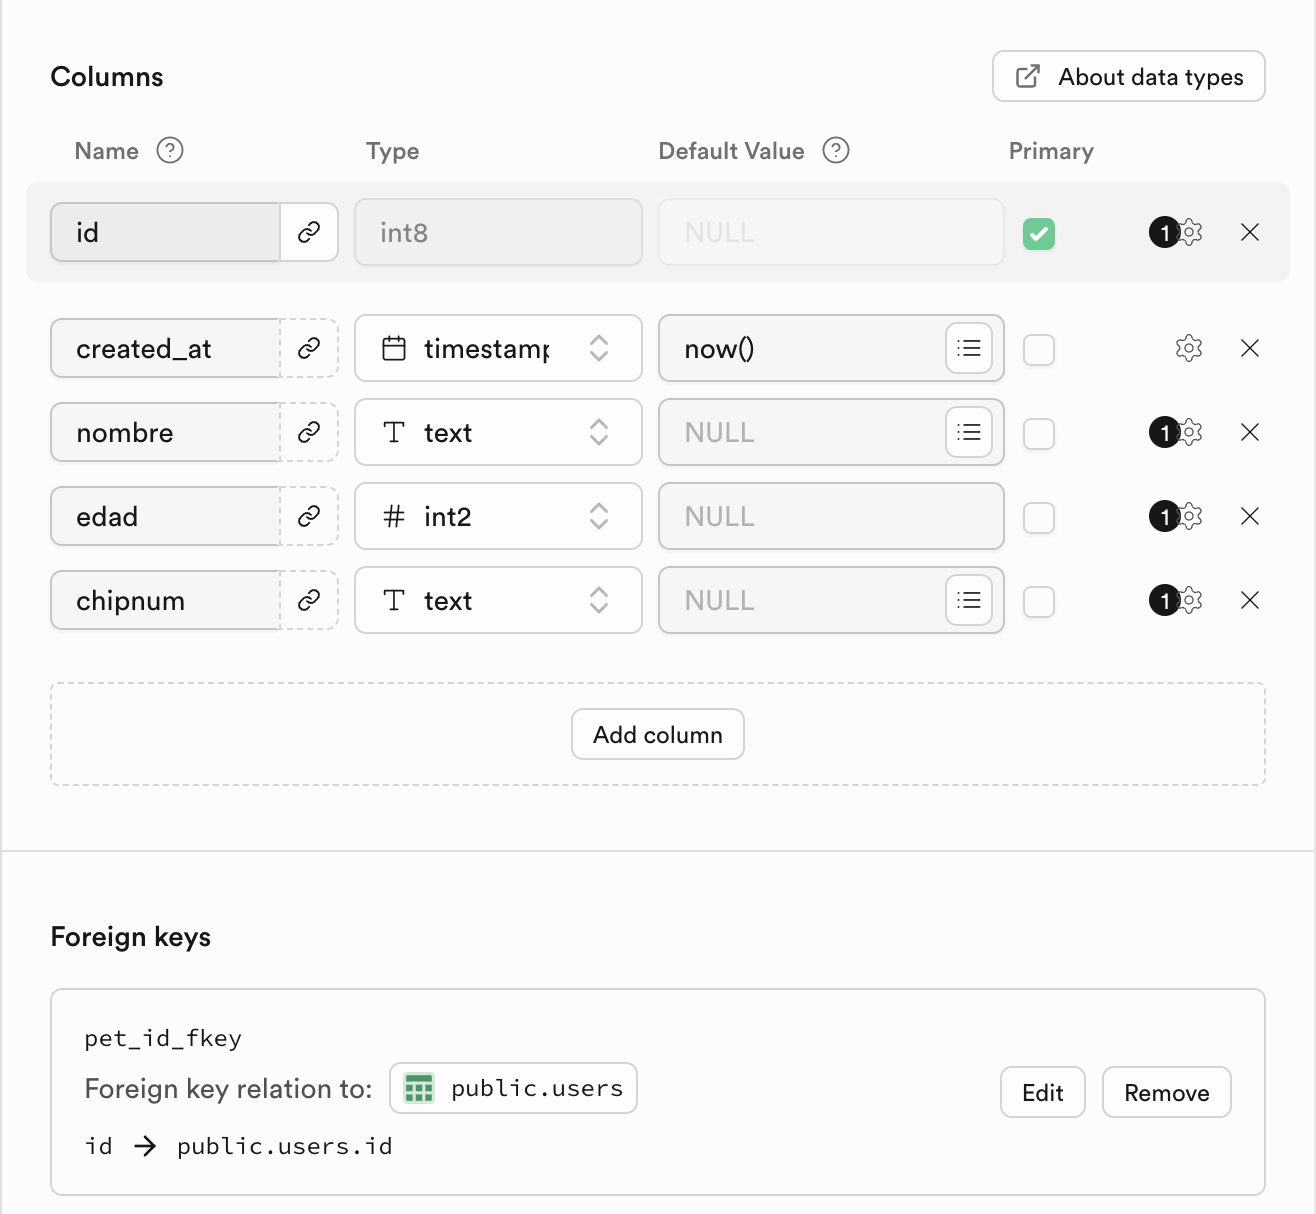 Columns
About data types
Name ? Type Default Value ? Primary
id int8 NULL 1
created_at timestamp now()
nombre text NULL 1
edad # int2 NULL 1
chipnum text NULL 1
Add column
Foreign keys
pet_id_fkey
Foreign key relation to: public.users
Edit Remove
id → public.users.id